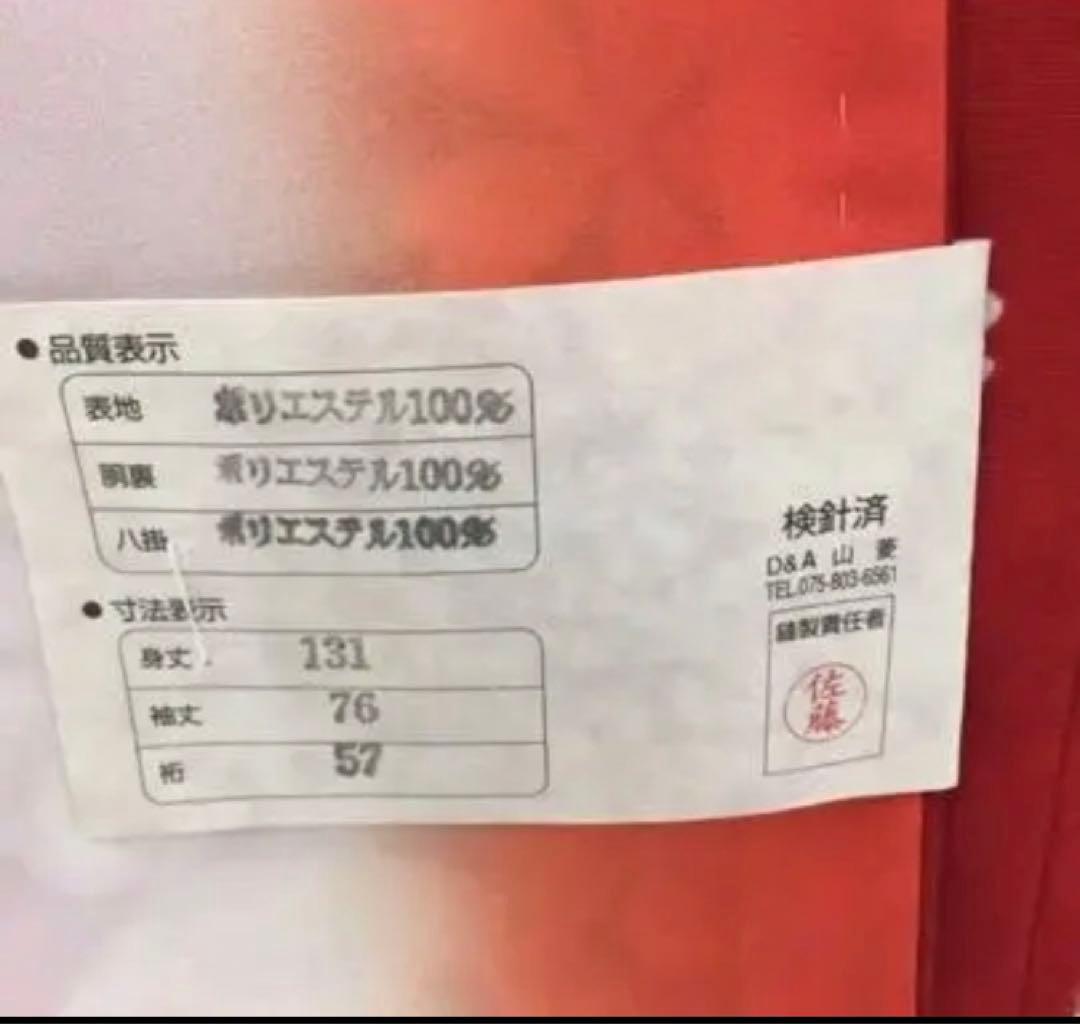 ● 品質表示
表地 ポリエステル100%
胴裏 ポリエステル100%
八掛 ポリエステル100%
● 寸法表示
身丈 131
袖丈 76
裄 57
検針済
D&A 山 菱
TEL.075-803-6561
縫製責任者
佐藤